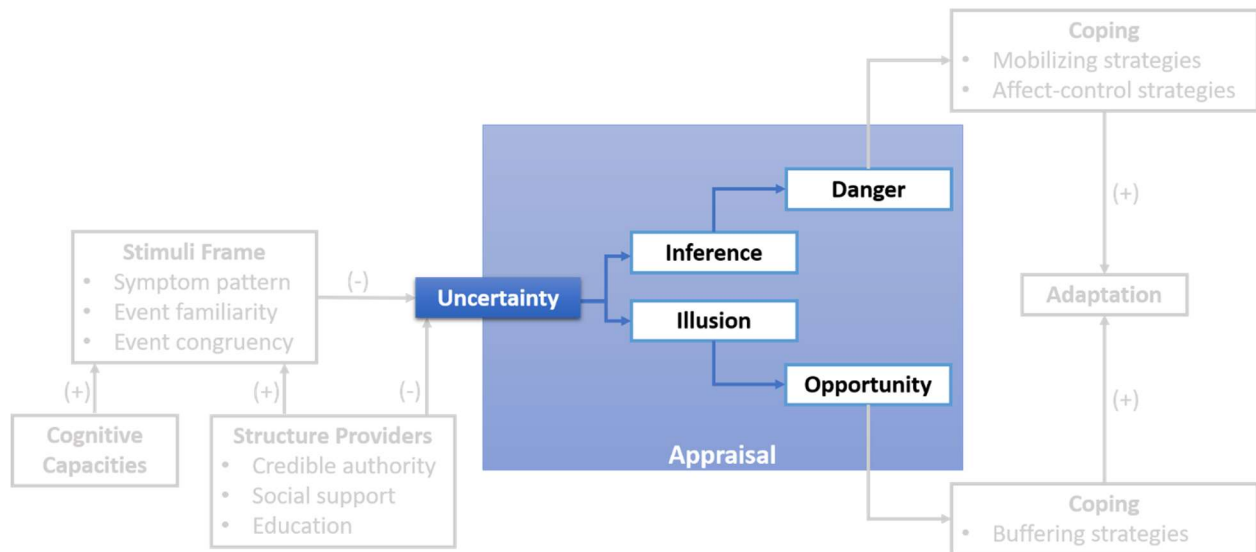 Coping
• Mobilizing strategies
• Affect-control strategies
Danger
(+)
Stimuli Frame
• Symptom pattern
• Event familiarity
• Event congruency
(-)
Inference
Uncertainty
Illusion
Adaptation
(+)
(+)
(-)
Opportunity
(+)
Cognitive
Capacities
Structure Providers
• Credible authority
• Social support
• Education
Appraisal
Coping
• Buffering strategies